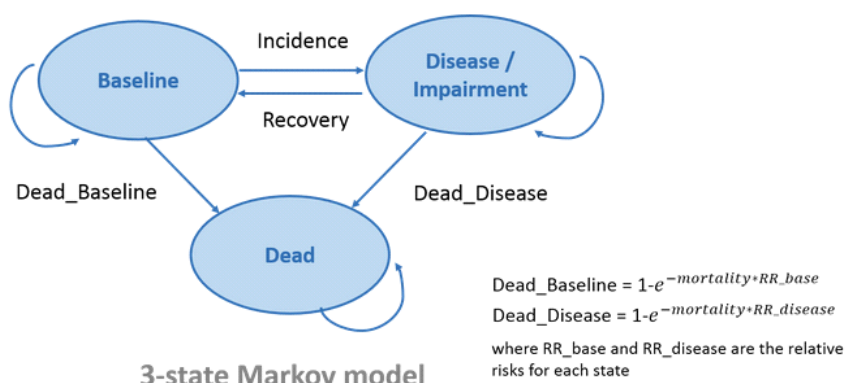 Incidence
Baseline
Disease /
Impairment
Recovery
Dead_Baseline
Dead_Disease
Dead
Dead_Baseline = 1-e^−mortality∗RR_base
Dead_Disease = 1-e^−mortality∗RR_disease
where RR_base and RR_disease are the relative
risks for each state
3-state Markov model